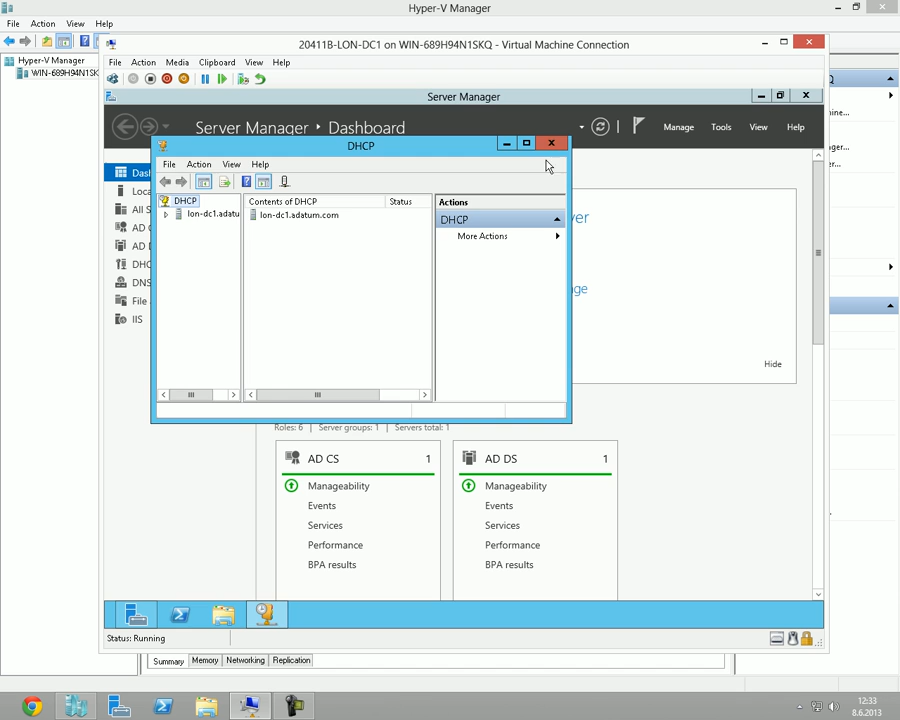 Hyper-V Manager
File Action View Help
Hyper-V Manager
WIN-689H94N1SK
20411B-LON-DC1 on WIN-689H94N1SKQ - Virtual Machine Connection
File Action Media Clipboard View Help
Server Manager
Server Manager ‣ Dashboard
Manage Tools View Help
DHCP
File Action View Help
DHCP
lon-dc1.adatu
Contents of DHCP Status
lon-dc1.adatum.com
Actions
DHCP
More Actions
Das
Loca
All S
AD C
AD D
DHC
DNS
File
IIS
Hide
Roles: 6 | Server groups: 1 | Servers total: 1
AD CS 1
Manageability
Events
Services
Performance
BPA results
AD DS 1
Manageability
Events
Services
Performance
BPA results
Status: Running
Summary Memory Networking Replication
12:33
8.6.2013